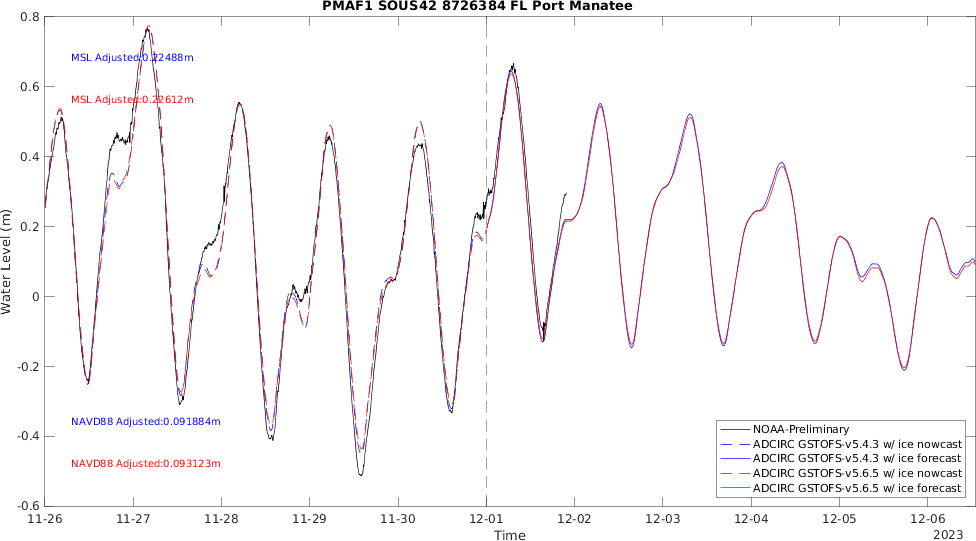 PMAF1 SOUS42 8726384 FL Port Manatee
0.8
0.6
0.4
0.2
0
-0.2
-0.4
-0.6
Water Level (m)
MSL Adjusted:0.22488m
MSL Adjusted:0.22612m
NAVD88 Adjusted:0.091884m
NAVD88 Adjusted:0.093123m
NOAA-Preliminary
ADCIRC GSTOFS-v5.4.3 w/ ice nowcast
ADCIRC GSTOFS-v5.4.3 w/ ice forecast
ADCIRC GSTOFS-v5.6.5 w/ ice nowcast
ADCIRC GSTOFS-v5.6.5 w/ ice forecast
11-26 11-27 11-28 11-29 11-30 12-01 12-02 12-03 12-04 12-05 12-06
Time
2023